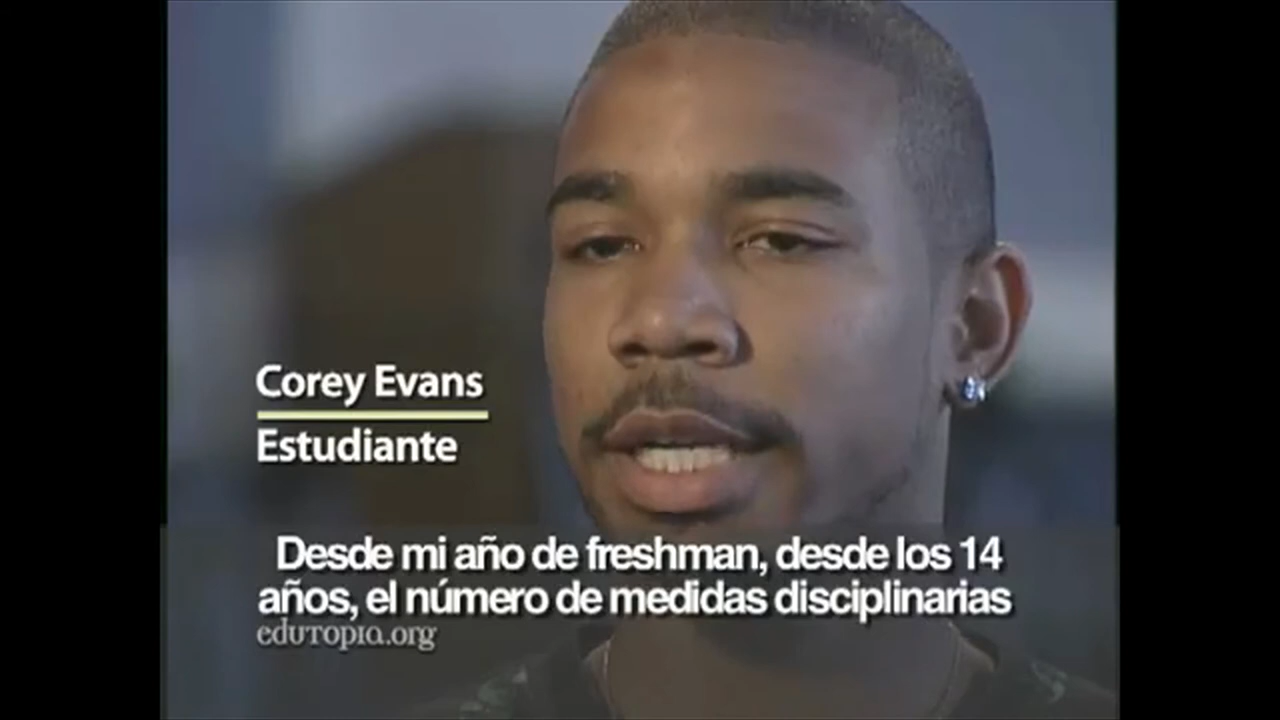 Corey Evans
Estudiante
Desde mi año de freshman, desde los 14
años, el número de medidas disciplinarias
edutopia.org